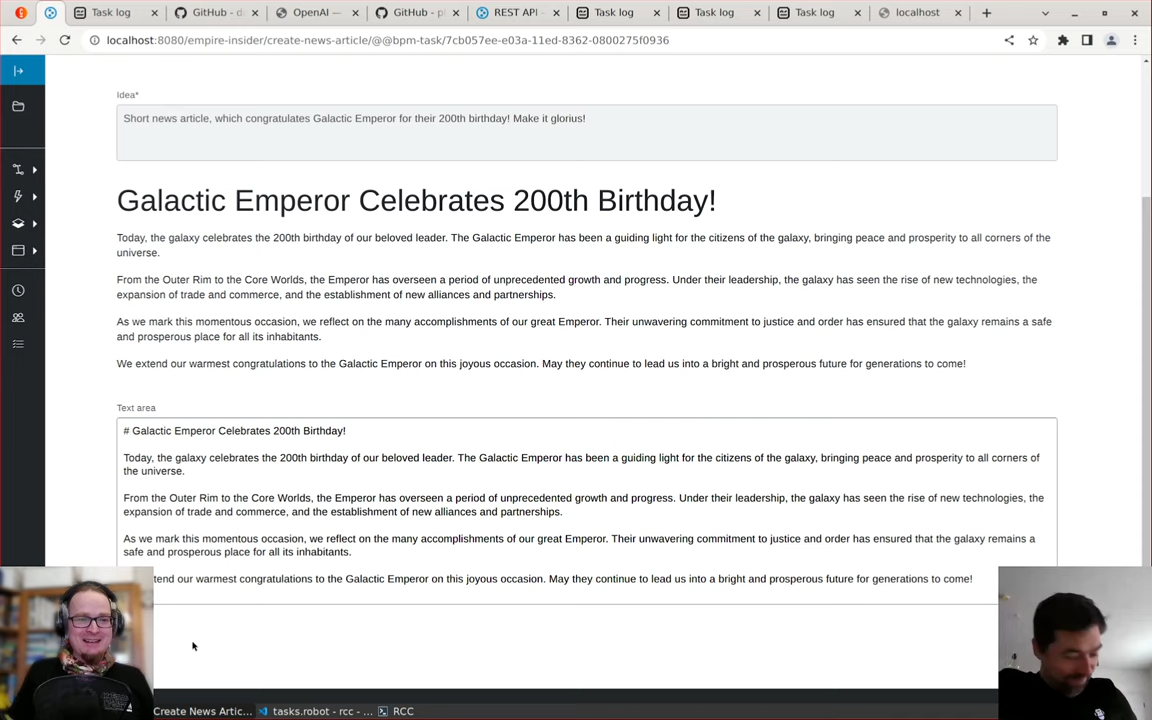 Task log
GitHub - d
OpenAI —
GitHub - p
REST API -
Task log
Task log
Task log
localhost
localhost:8080/empire-insider/create-news-article/@@bpm-task/7cb057ee-e03a-11ed-8362-0800275f0936
Idea*
Short news article, which congratulates Galactic Emperor for their 200th birthday! Make it glorius!
Galactic Emperor Celebrates 200th Birthday!
Today, the galaxy celebrates the 200th birthday of our beloved leader. The Galactic Emperor has been a guiding light for the citizens of the galaxy, bringing peace and prosperity to all corners of the
universe.
From the Outer Rim to the Core Worlds, the Emperor has overseen a period of unprecedented growth and progress. Under their leadership, the galaxy has seen the rise of new technologies, the
expansion of trade and commerce, and the establishment of new alliances and partnerships.
As we mark this momentous occasion, we reflect on the many accomplishments of our great Emperor. Their unwavering commitment to justice and order has ensured that the galaxy remains a safe
and prosperous place for all its inhabitants.
We extend our warmest congratulations to the Galactic Emperor on this joyous occasion. May they continue to lead us into a bright and prosperous future for generations to come!
Text area
# Galactic Emperor Celebrates 200th Birthday!
Today, the galaxy celebrates the 200th birthday of our beloved leader. The Galactic Emperor has been a guiding light for the citizens of the galaxy, bringing peace and prosperity to all corners of
the universe.
From the Outer Rim to the Core Worlds, the Emperor has overseen a period of unprecedented growth and progress. Under their leadership, the galaxy has seen the rise of new technologies, the
expansion of trade and commerce, and the establishment of new alliances and partnerships.
As we mark this momentous occasion, we reflect on the many accomplishments of our great Emperor. Their unwavering commitment to justice and order has ensured that the galaxy remains a
safe and prosperous place for all its inhabitants.
tend our warmest congratulations to the Galactic Emperor on this joyous occasion. May they continue to lead us into a bright and prosperous future for generations to come!
Create News Artic...
tasks.robot - rcc - ...
RCC